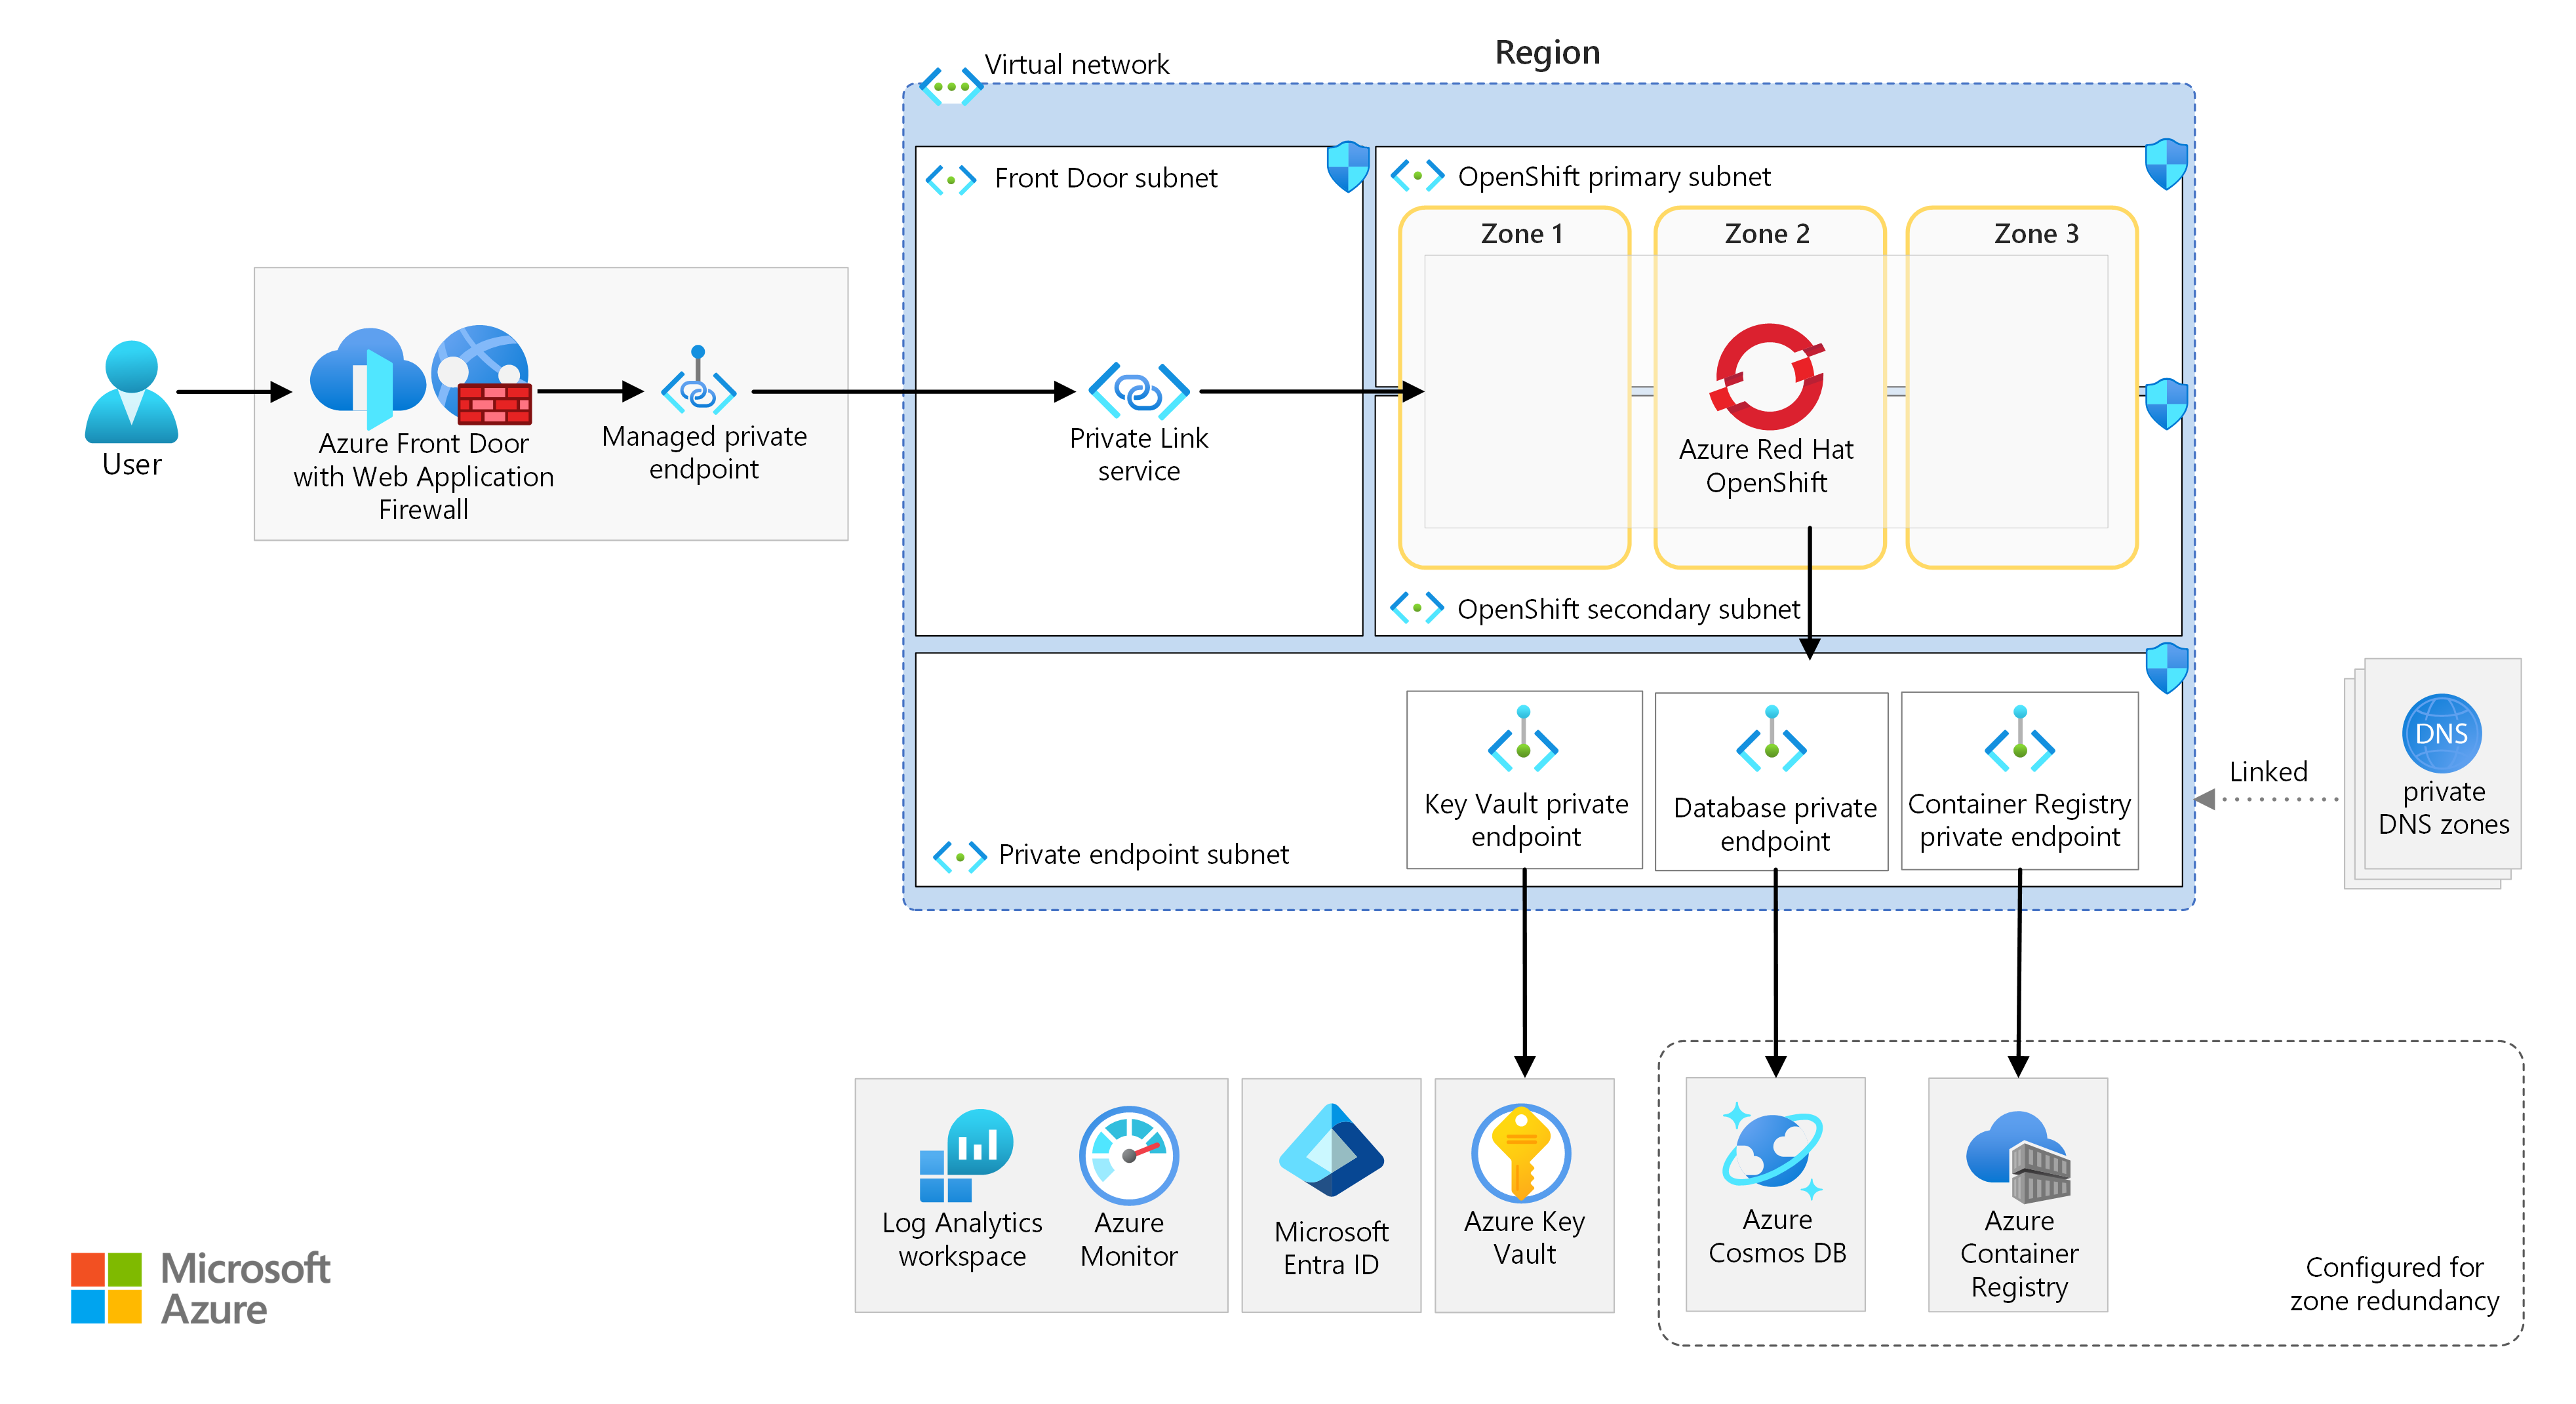 Region
Virtual network
Front Door subnet
OpenShift primary subnet
Zone 1
Zone 2
Zone 3
User
Azure Front Door
with Web Application
Firewall
Managed private
endpoint
Private Link
service
Azure Red Hat
OpenShift
OpenShift secondary subnet
Key Vault private
endpoint
Database private
endpoint
Container Registry
private endpoint
Private endpoint subnet
Linked
DNS
private
DNS zones
Log Analytics
workspace
Azure
Monitor
Microsoft
Entra ID
Azure Key
Vault
Azure
Cosmos DB
Azure
Container
Registry
Configured for
zone redundancy
Microsoft
Azure